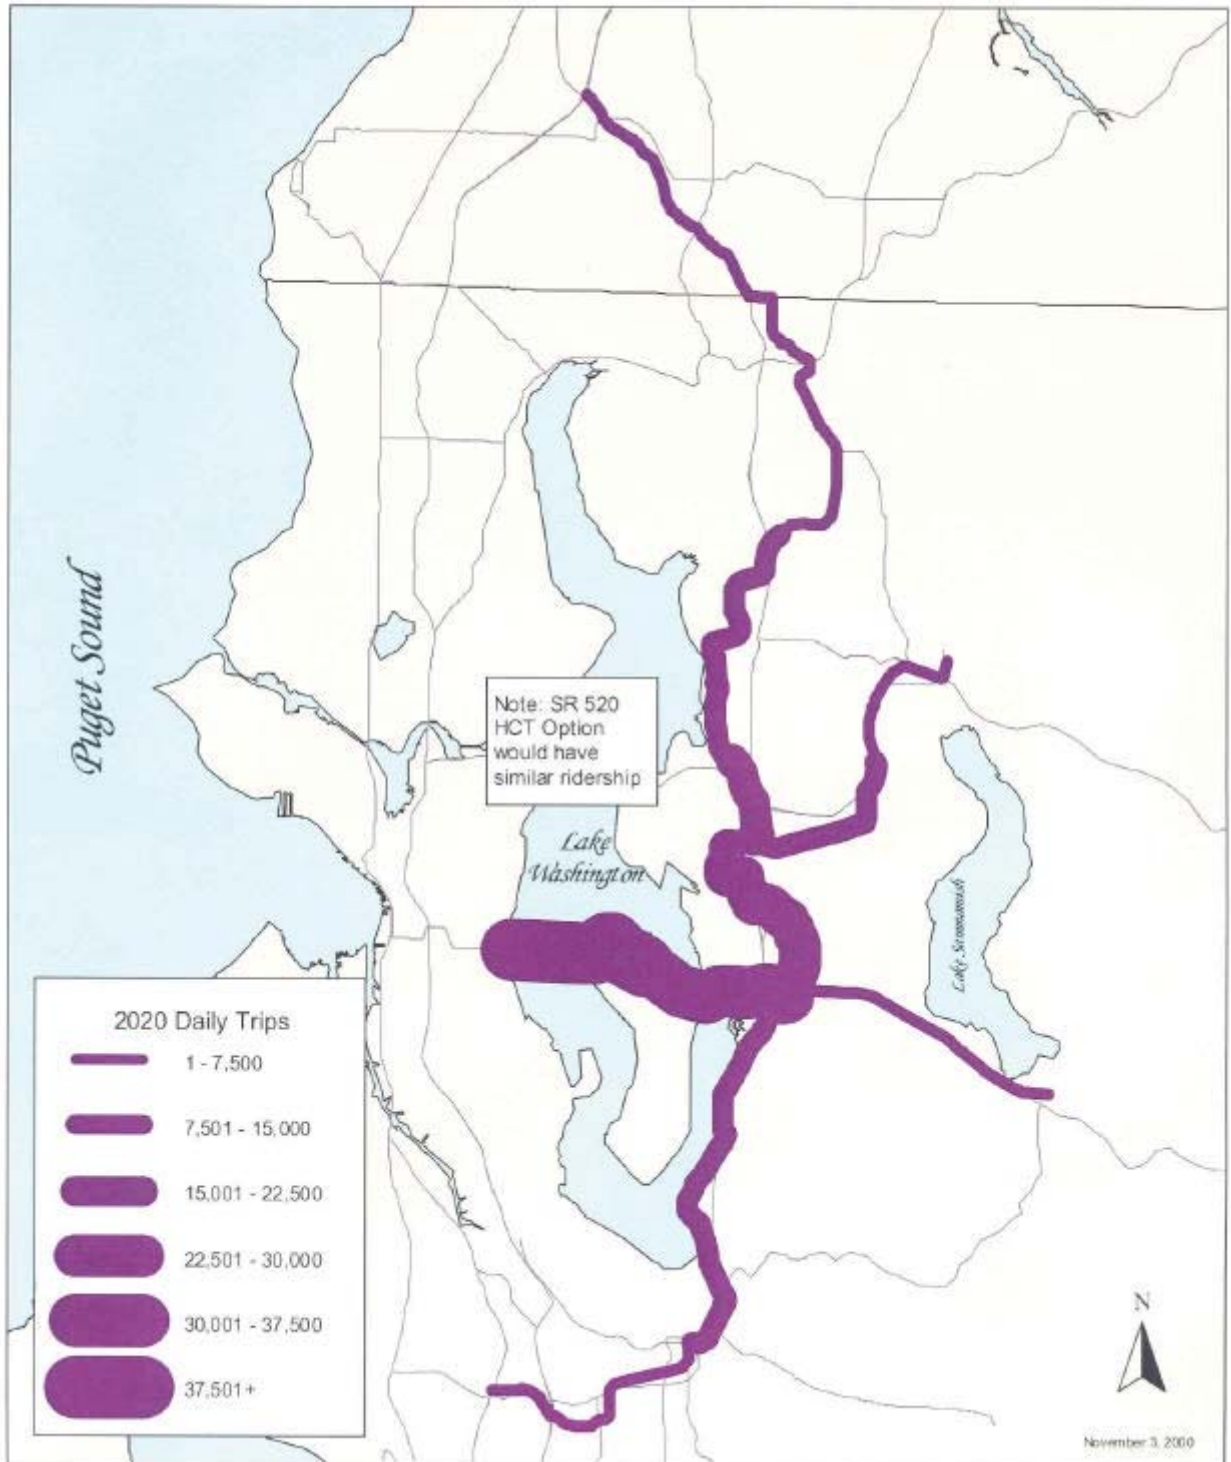 Puget Sound
Note: SR 520
HCT Option
would have
similar ridership
Lake
Washington
Lake Sammamish
2020 Daily Trips
1 - 7,500
7,501 - 15,000
15,001 - 22,500
22,501 - 30,000
30,001 - 37,500
37,501+
N
November 3, 2000